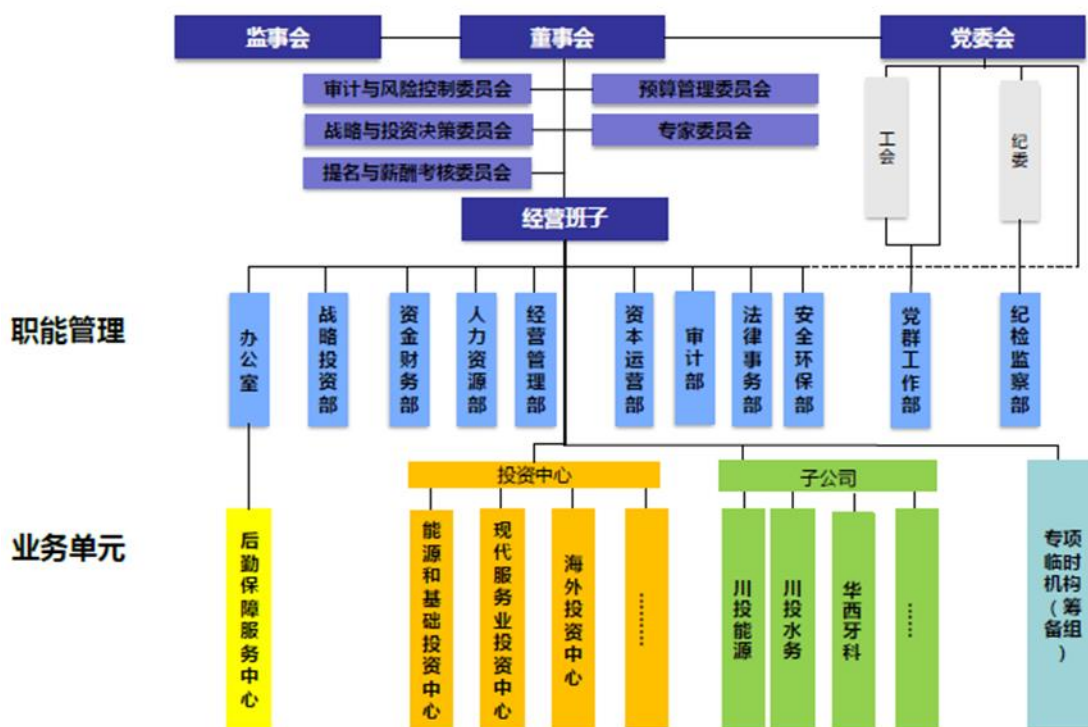 监事会
董事会
党委会
审计与风险控制委员会
预算管理委员会
战略与投资决策委员会
专家委员会
提名与薪酬考核委员会
工会
纪委
经营班子
职能管理
办公室
战略投资部
资金财务部
人力资源部
经营管理部
资本运营部
审计部
法律事务部
安全环保部
党群工作部
纪检监察部
业务单元
投资中心
子公司
后勤保障服务中心
能源和基础投资中心
现代服务业投资中心
海外投资中心
………
川投能源
川投水务
华西牙科
……
专项
临时
机构
(筹
备组
)